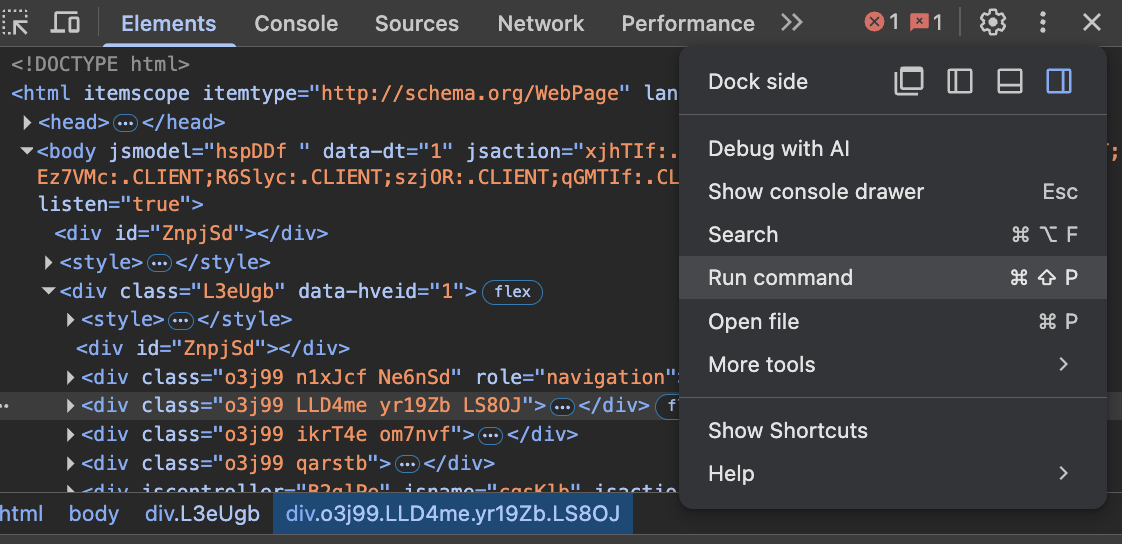 Elements Console Sources Network Performance 1 1
<!DOCTYPE html>
<html itemscope itemtype="http://schema.org/WebPage" lan
<head> ••• </head>
<body jsmodel="hspDDf " data-dt="1" jsaction="xjhTIf:.
Ez7VMc:.CLIENT;R6Slyc:.CLIENT;szjOR:.CLIENT;qGMTIf:.CL
listen="true">
<div id="ZnpjSd"></div>
<style> ••• </style>
<div class="L3eUgb" data-hveid="1"> flex
<style> ••• </style>
<div id="ZnpjSd"></div>
<div class="o3j99 n1xJcf Ne6nSd" role="navigation"
<div class="o3j99 LLD4me yr19Zb LS8OJ"> ••• </div>
<div class="o3j99 ikrT4e om7nvf"> ••• </div>
<div class="o3j99 qarstb"> ••• </div>
html body div.L3eUgb div.o3j99.LLD4me.yr19Zb.LS8OJ
Dock side
Debug with AI
Show console drawer Esc
Search ⌘ ⌥ F
Run command ⌘ ⇧ P
Open file ⌘ P
More tools
Show Shortcuts
Help